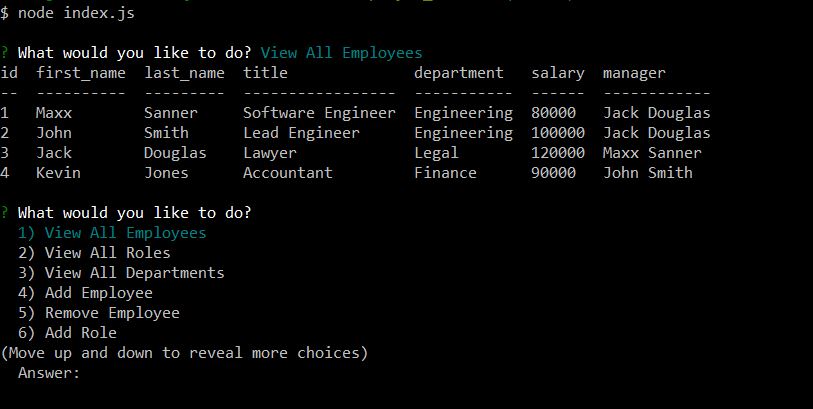 $ node index.js
? What would you like to do? View All Employees
id  first_name  last_name  title              department   salary  manager
--  ----------  ---------  -----------------  -----------  ------  ------------
1   Maxx        Sanner     Software Engineer  Engineering  80000   Jack Douglas
2   John        Smith      Lead Engineer      Engineering  100000  Jack Douglas
3   Jack        Douglas    Lawyer             Legal        120000  Maxx Sanner
4   Kevin       Jones      Accountant         Finance      90000   John Smith
? What would you like to do?
  1) View All Employees
  2) View All Roles
  3) View All Departments
  4) Add Employee
  5) Remove Employee
  6) Add Role
(Move up and down to reveal more choices)
  Answer: